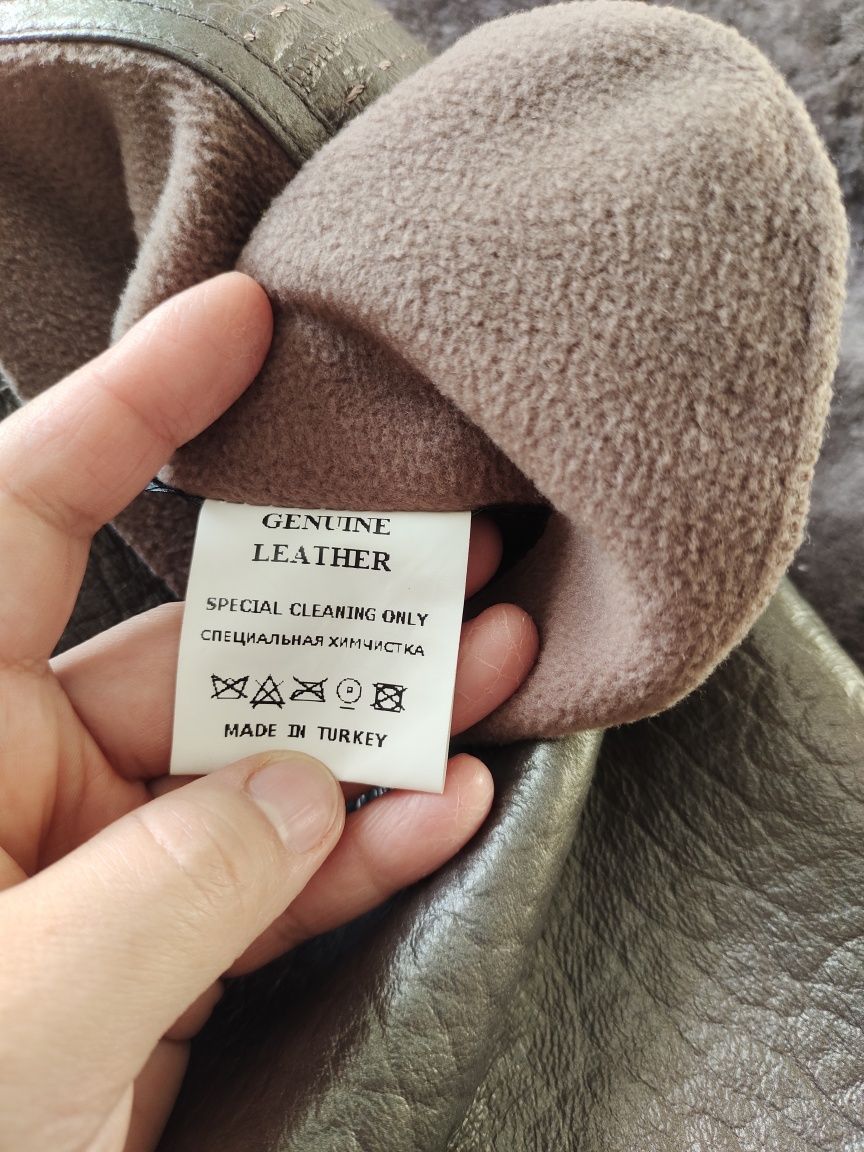 GENUINE
LEATHER
SPECIAL CLEANING ONLY
СПЕЦИАЛЬНАЯ ХИМЧИСТКА
MADE IN TURKEY